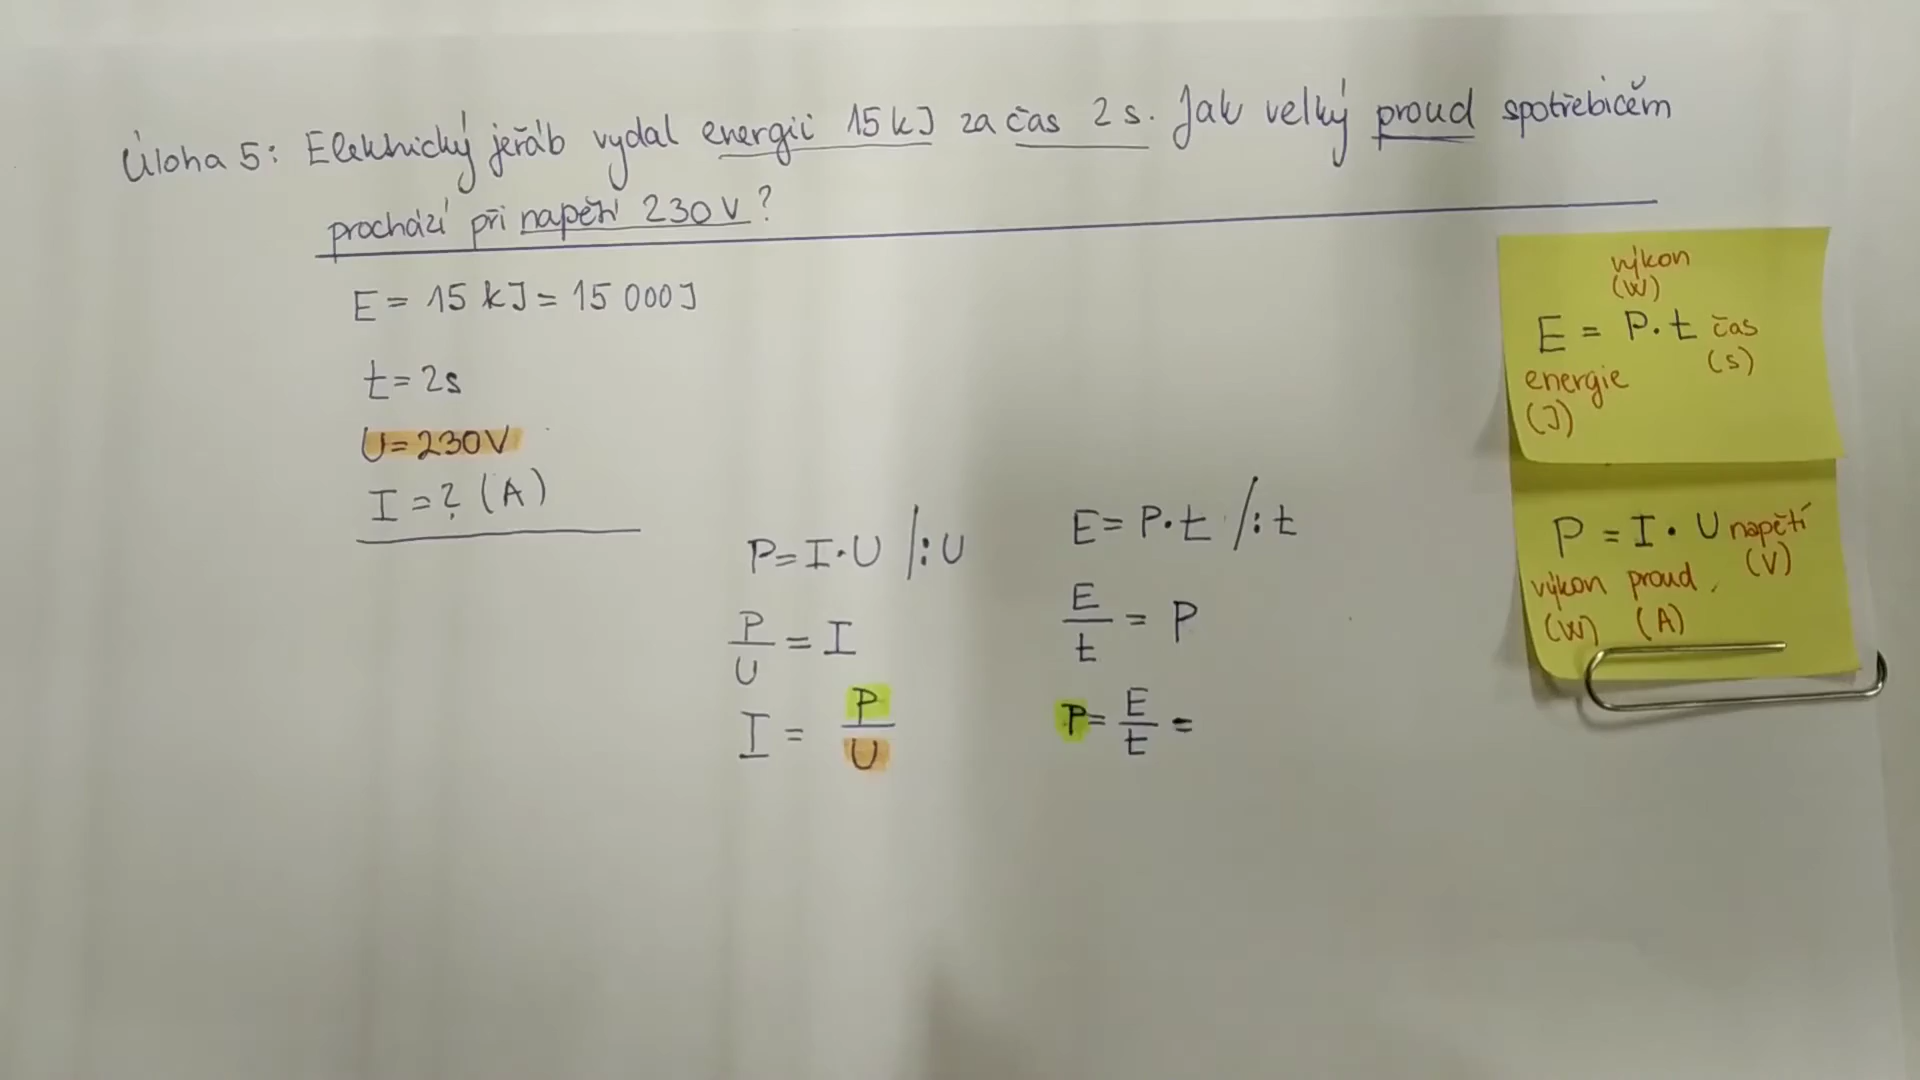 Úloha 5: Elektrický jeřáb vydal energii 15 kJ za čas 2 s. Jak velký proud spotřebičem
prochází při napětí 230 V?
E = 15 kJ = 15 000 J
t = 2s
U = 230V
I = ? (A)
P = I · U /: U
P/U = I
I = P/U
E = P · t /: t
E/t = P
P = E/t =
výkon
(W)
E = P · t čas
(s)
energie
(J)
P = I · U napětí
(V)
výkon proud
(W) (A)